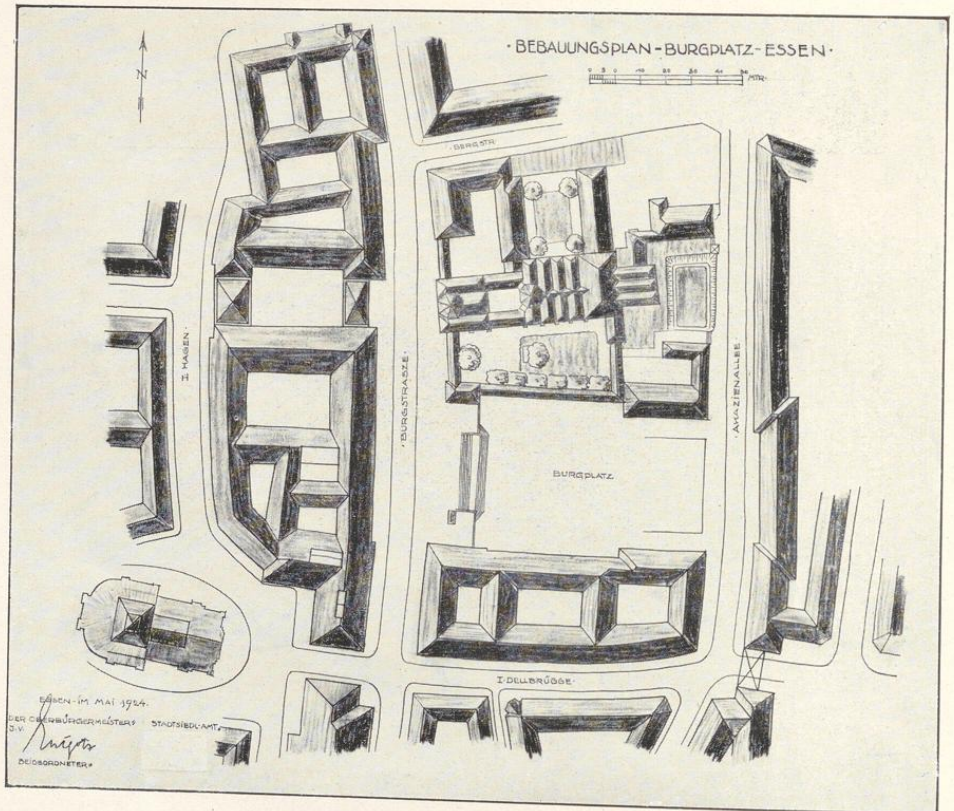 · BEBAUUNGSPLAN - BURGPLATZ - ESSEN ·
MTR.
N
· BERGSTR.
I. HAGEN ·
· BURGSTRASZE ·
· AKAZIENALLEE
BURGPLATZ
I. DELLBRÜGGE ·
ESSEN - IM MAI 1924.
DER OBERBÜRGERMEISTER · STADTSIEDL-AMT.
J.V.
BEIGEORDNETER ·